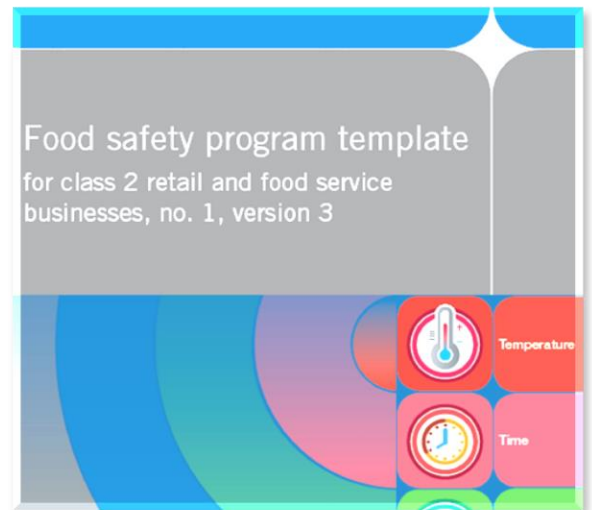 Food safety program template
for class 2 retail and food service
businesses, no. 1, version 3
Temperature
Time